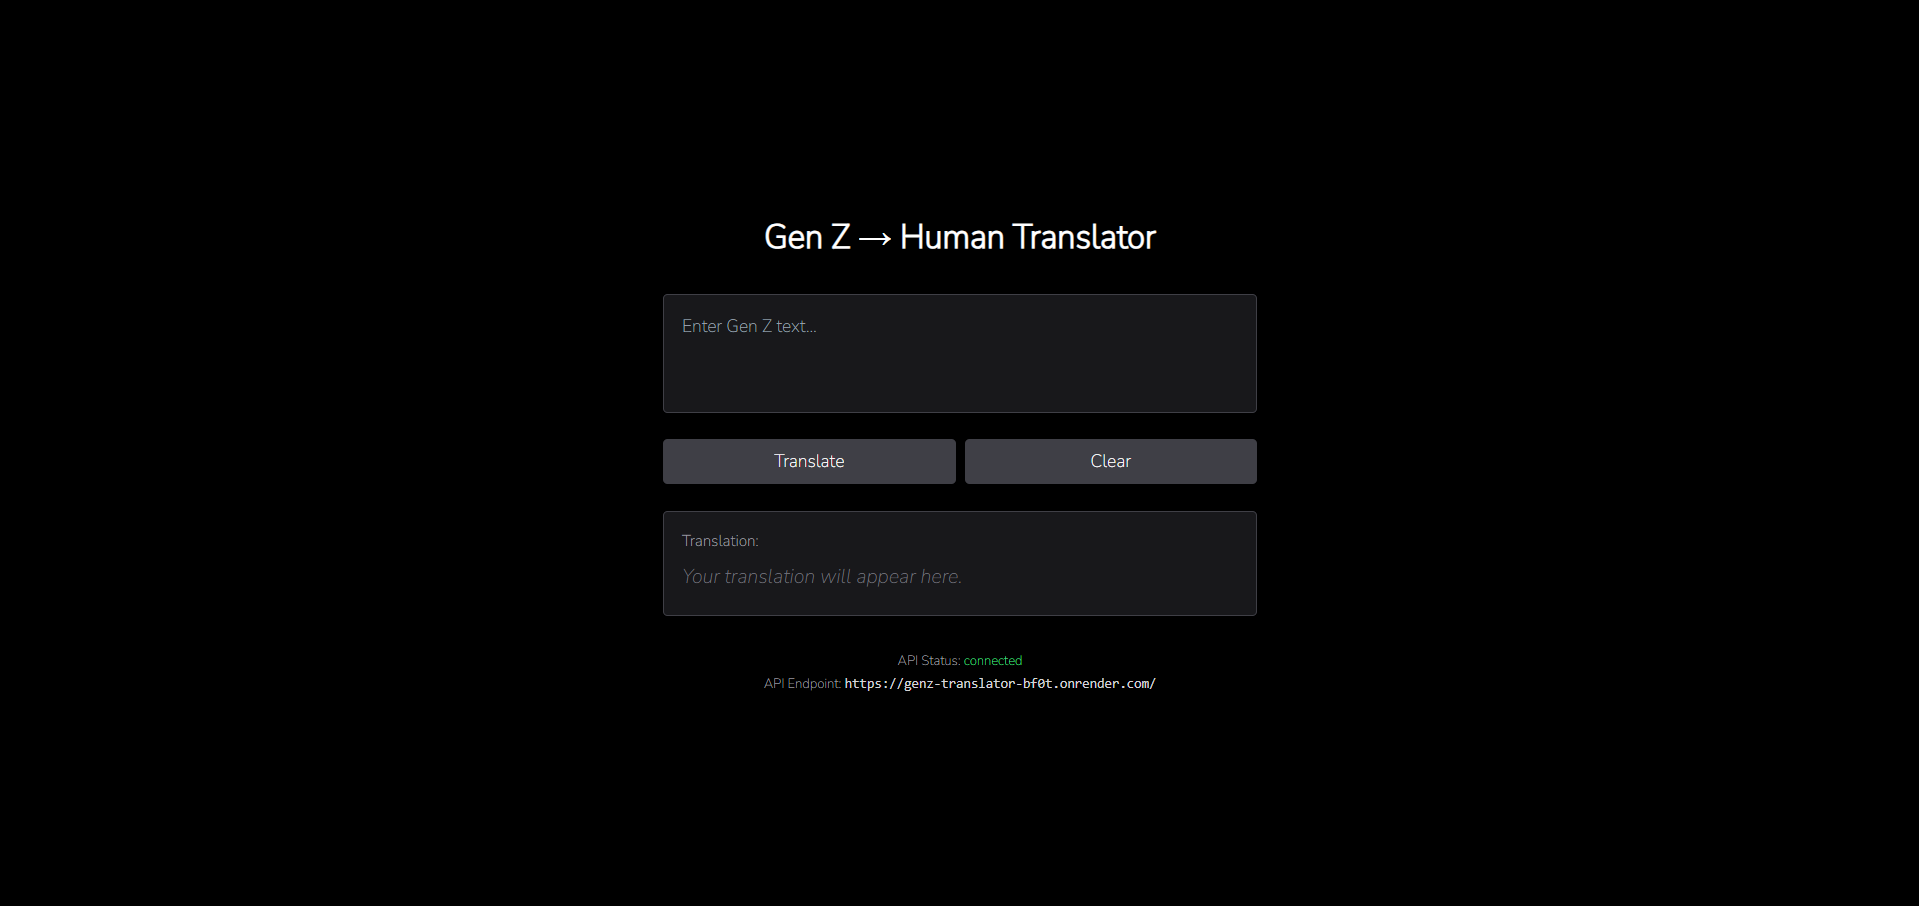 Gen Z → Human Translator
Enter Gen Z text...
Translate Clear
Translation:
Your translation will appear here.
API Status: connected
API Endpoint: https://genz-translator-bf0t.onrender.com/